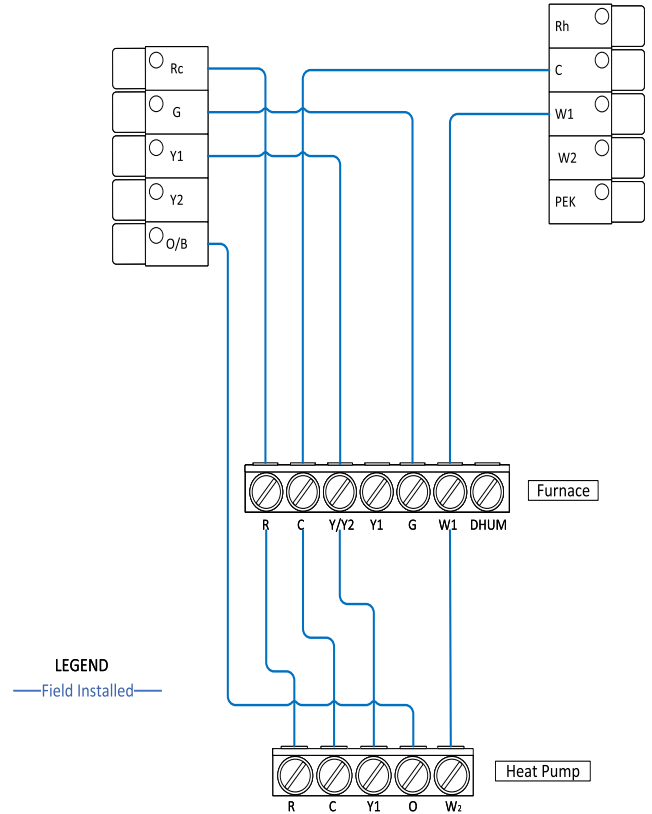 Rh
Rc
C
G
W1
Y1
W2
Y2
PEK
O/B
Furnace
R C Y/Y2 Y1 G W1 DHUM
LEGEND
Field Installed
Heat Pump
R C Y1 O W₂